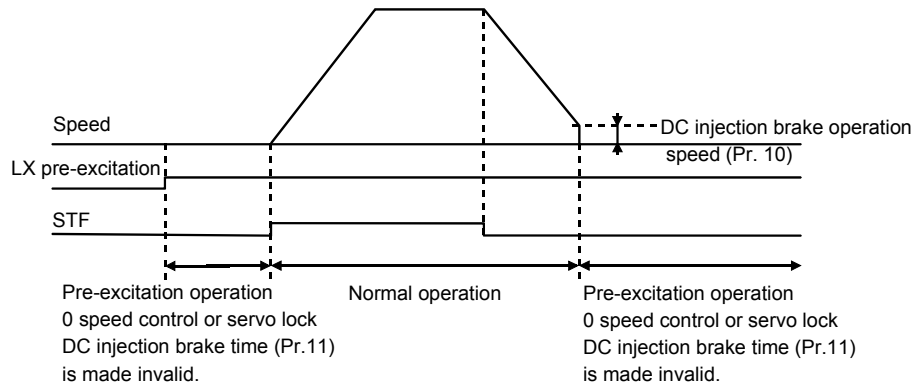 Speed
DC injection brake operation
speed (Pr. 10)
LX pre-excitation
STF
Pre-excitation operation
0 speed control or servo lock
DC injection brake time (Pr.11)
is made invalid.
Normal operation
Pre-excitation operation
0 speed control or servo lock
DC injection brake time (Pr.11)
is made invalid.